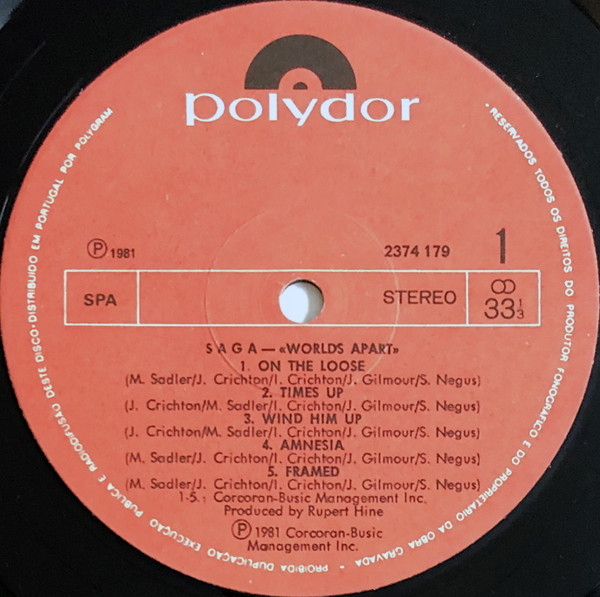 polydor
℗ 1981
2374 179
1
SPA
STEREO
33 1/3
SAGA — «WORLDS APART»
1. ON THE LOOSE
(M. Sadler/J. Crichton/I. Crichton/J. Gilmour/S. Negus)
2. TIMES UP
(J. Crichton/M. Sadler/I. Crichton/J. Gilmour/S. Negus)
3. WIND HIM UP
(J. Crichton/M. Sadler/I. Crichton/J. Gilmour/S. Negus)
4. AMNESIA
(M. Sadler/J. Crichton/I. Crichton/J. Gilmour/S. Negus)
5. FRAMED
(M. Sadler/J. Crichton/I. Crichton/J. Gilmour/S. Negus)
1-5. : Corcoran-Busic Management Inc.
Produced by Rupert Hine
℗ 1981 Corcoran-Busic
Management Inc.
• RESERVADOS TODOS OS DIREITOS DO PRODUTOR FONOGRÁFICO E DO PROPRIETÁRIO DA OBRA GRAVADA • PROIBIDA DUPLICAÇÃO EXECUÇÃO PÚBLICA E RADIODIFUSÃO DESTE DISCO • DISTRIBUIDO EM PORTUGAL POR POLYGRAM